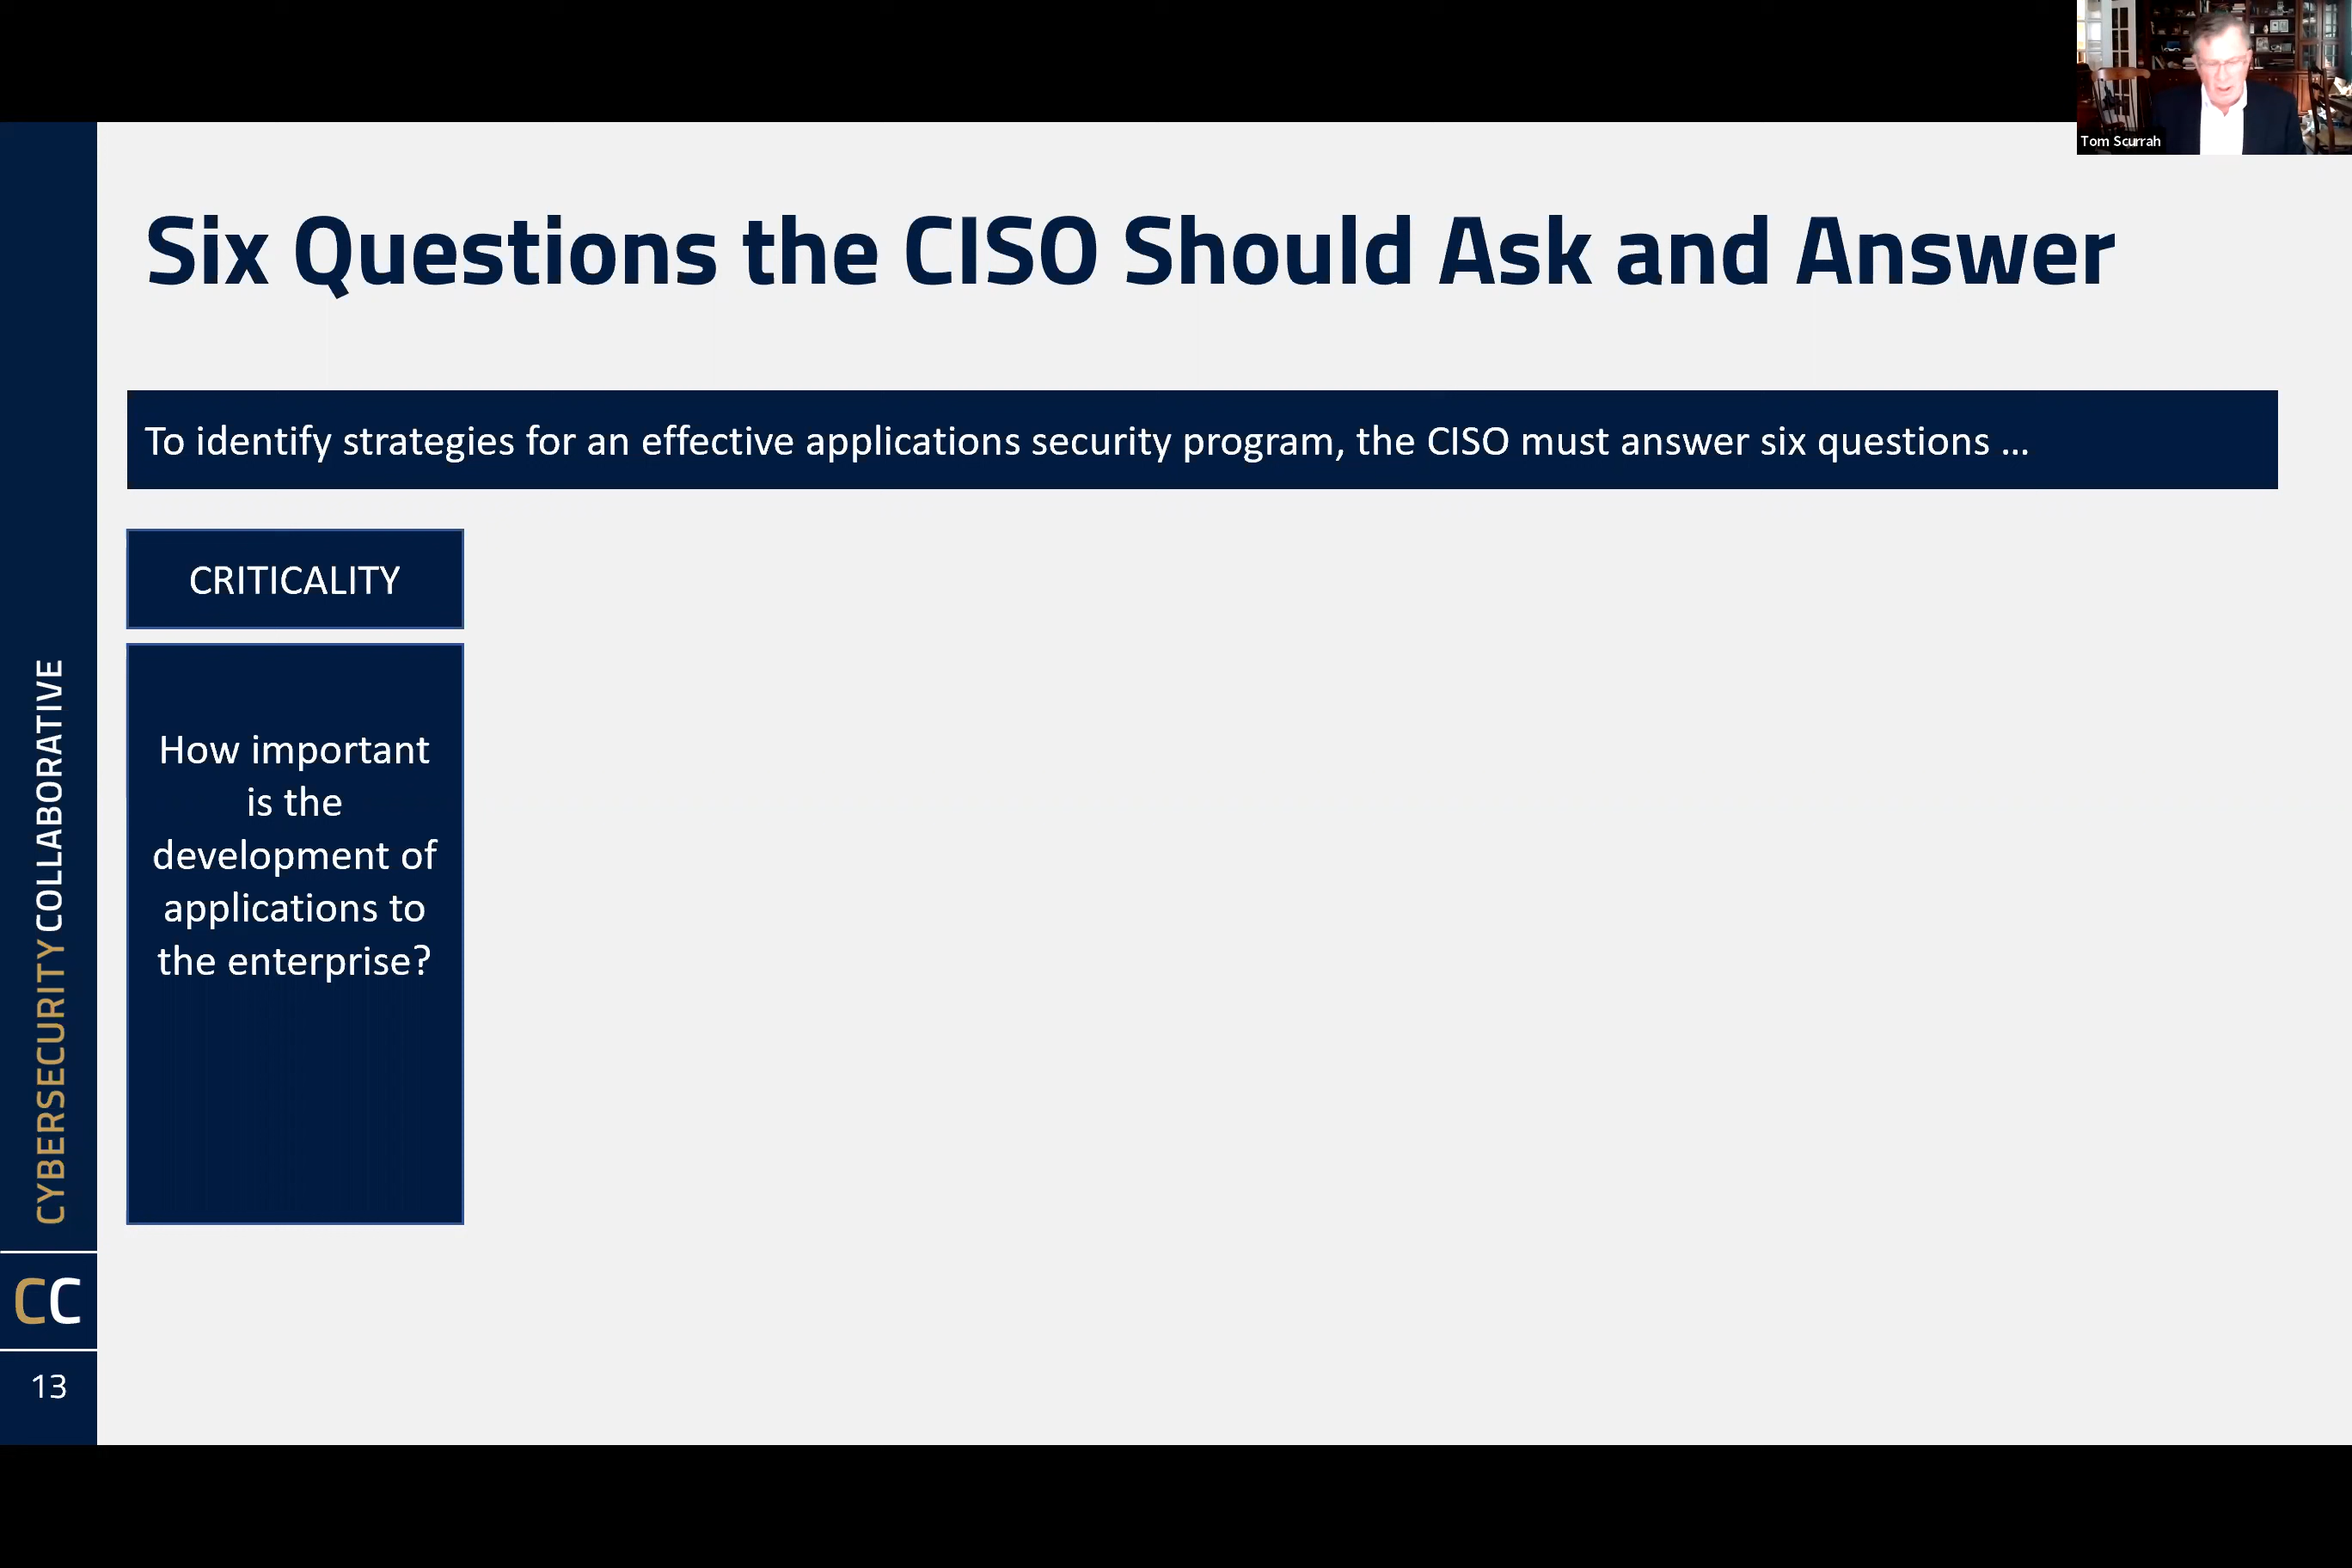 Tom Scurrah
Six Questions the CISO Should Ask and Answer
To identify strategies for an effective applications security program, the CISO must answer six questions ...
CRITICALITY
How important
is the
development of
applications to
the enterprise?
CYBERSECURITY COLLABORATIVE
CC
13